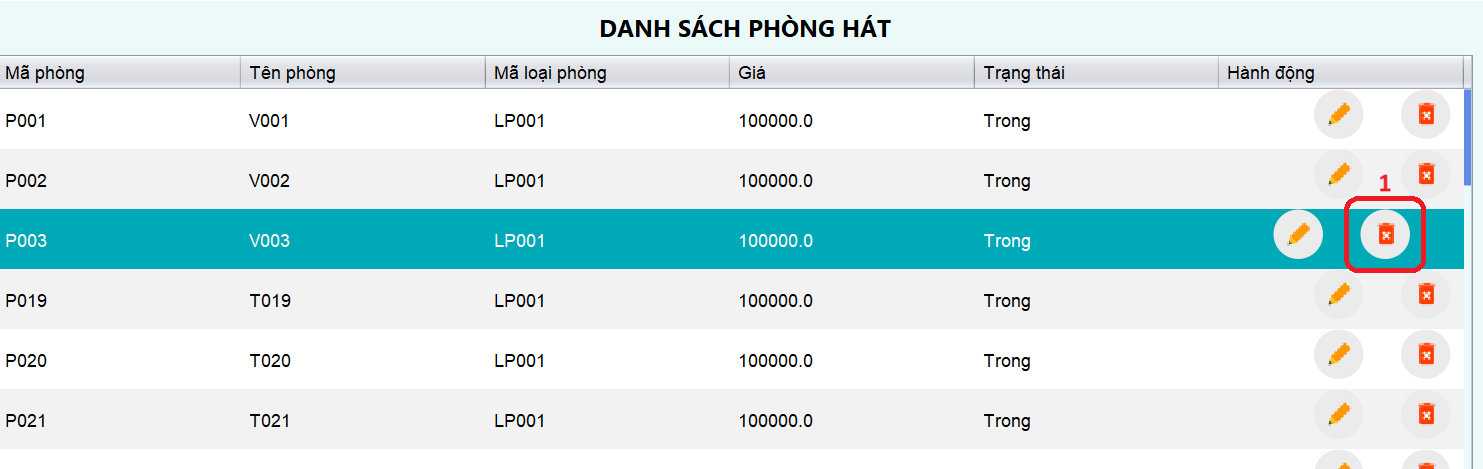 DANH SÁCH PHÒNG HÁT
Mã phòng Tên phòng Mã loại phòng Giá Trạng thái Hành động
P001 V001 LP001 100000.0 Trong
P002 V002 LP001 100000.0 Trong
1
P003 V003 LP001 100000.0 Trong
P019 T019 LP001 100000.0 Trong
P020 T020 LP001 100000.0 Trong
P021 T021 LP001 100000.0 Trong